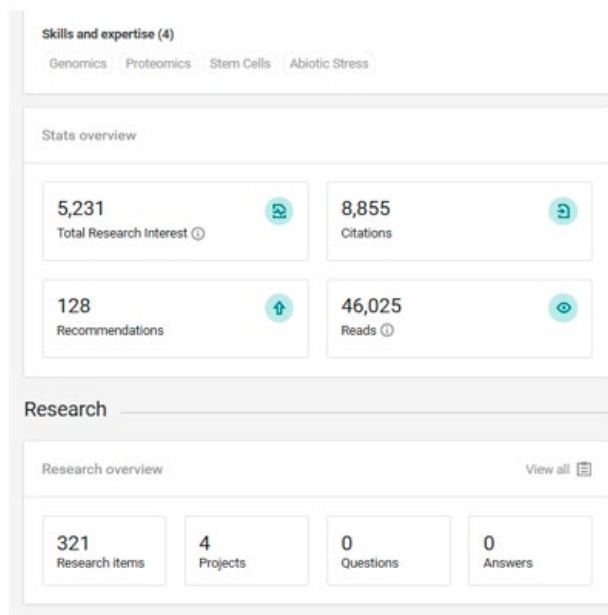 Skills and expertise (4)
Genomics Proteomics Stem Cells Abiotic Stress
Stats overview
5,231
Total Research Interest
8,855
Citations
128
Recommendations
46,025
Reads
Research
Research overview
View all
321
Research items
4
Projects
0
Questions
0
Answers